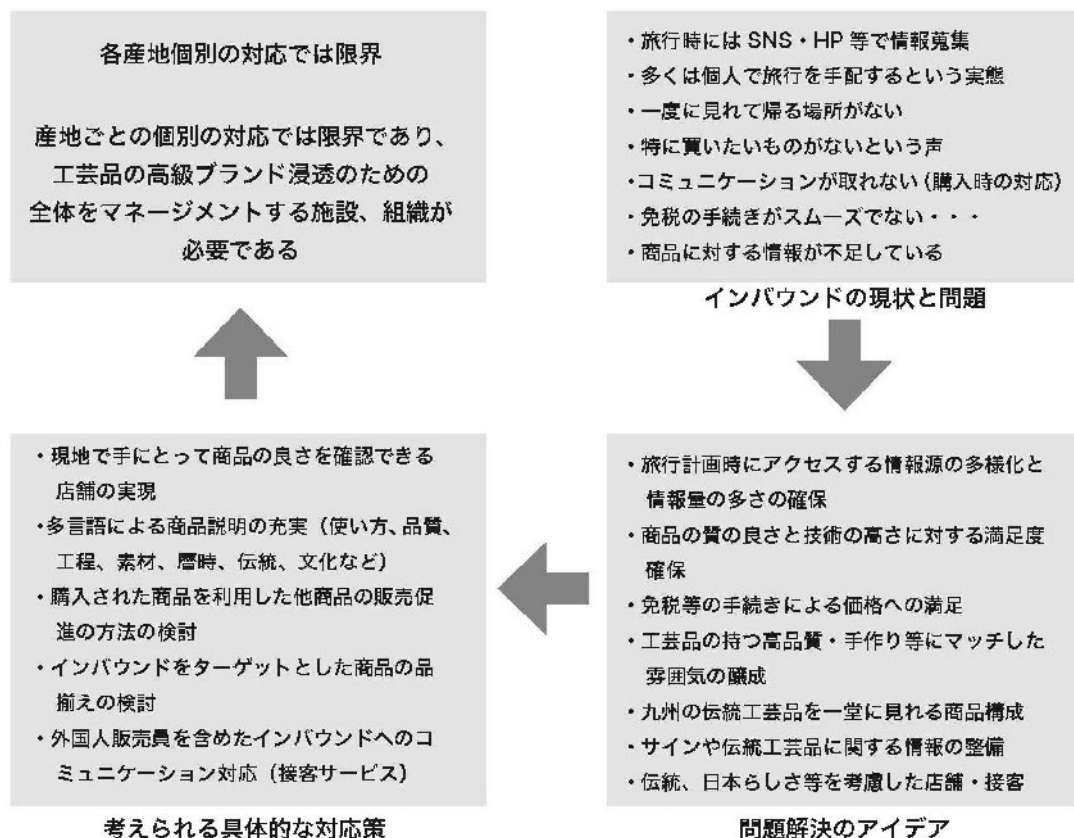 各産地個別の対応では限界
産地ごとの個別の対応では限界であり、
工芸品の高級ブランド浸透のための
全体をマネージメントする施設、組織が
必要である
・旅行時には SNS・HP 等で情報蒐集
・多くは個人で旅行を手配するという実態
・一度に見れて帰る場所がない
・特に買いたいものがないという声
・コミュニケーションが取れない（購入時の対応）
・免税の手続きがスムーズでない・・・
・商品に対する情報が不足している
インバウンドの現状と問題
・現地で手にとって商品の良さを確認できる
店舗の実現
・多言語による商品説明の充実（使い方、品質、
工程、素材、暦時、伝統、文化など）
・購入された商品を利用した他商品の販売促
進の方法の検討
・インバウンドをターゲットとした商品の品
揃えの検討
・外国人販売員を含めたインバウンドへのコ
ミュニケーション対応（接客サービス）
考えられる具体的な対応策
・旅行計画時にアクセスする情報源の多様化と
情報量の多さの確保
・商品の質の良さと技術の高さに対する満足度
確保
・免税等の手続きによる価格への満足
・工芸品の持つ高品質・手作り等にマッチした
雰囲気の醸成
・九州の伝統工芸品を一堂に見れる商品構成
・サインや伝統工芸品に関する情報の整備
・伝統、日本らしさ等を考慮した店舗・接客
問題解決のアイデア